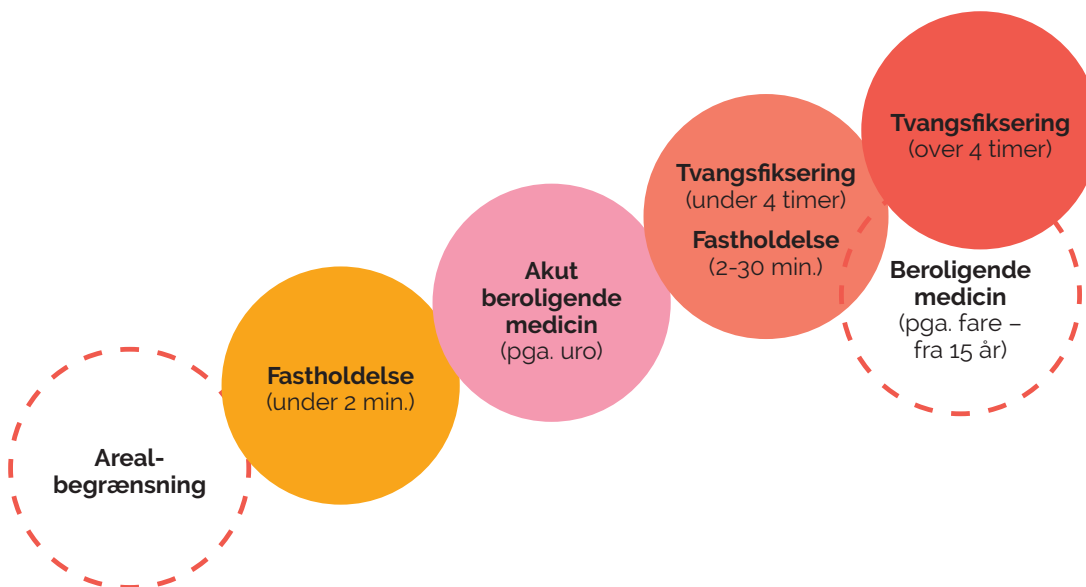 Tvangsfiksering
(over 4 timer)
Tvangsfiksering
(under 4 timer)
Fastholdelse
(2-30 min.)
Beroligende
medicin
(pga. fare –
fra 15 år)
Akut
beroligende
medicin
(pga. uro)
Fastholdelse
(under 2 min.)
Areal-
begrænsning